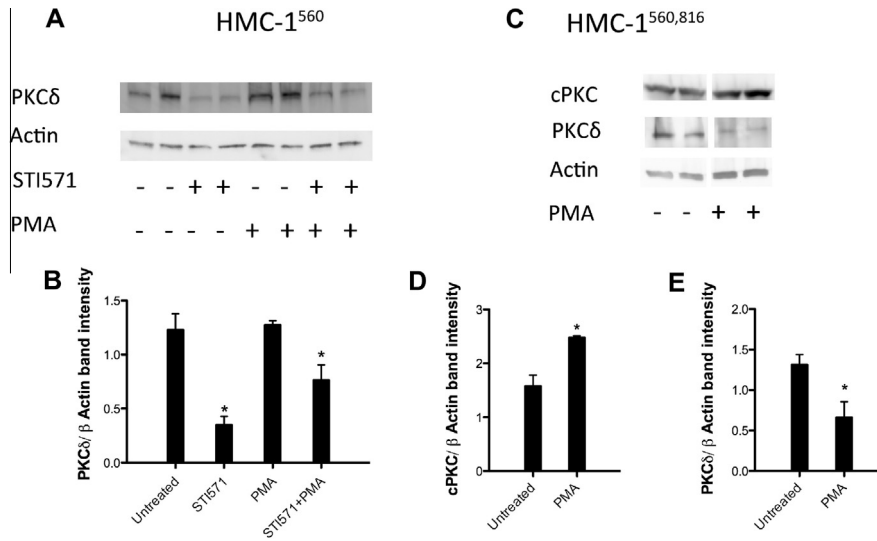 A
HMC-1⁵⁶⁰
PKCδ
Actin
STI571 - - + + - - + +
PMA - - - - + + + +
C
HMC-1⁵⁶⁰,⁸¹⁶
cPKC
PKCδ
Actin
PMA - - + +
B
PKCδ/ β Actin band intensity
1.5
1.0
0.5
0.0
*
*
Untreated
STI571
PMA
STI571+PMA
D
cPKC/ β Actin band intensity
3
2
1
0
*
Untreated
PMA
E
PKCδ/ β Actin band intensity
2.0
1.5
1.0
0.5
0.0
*
Untreated
PMA